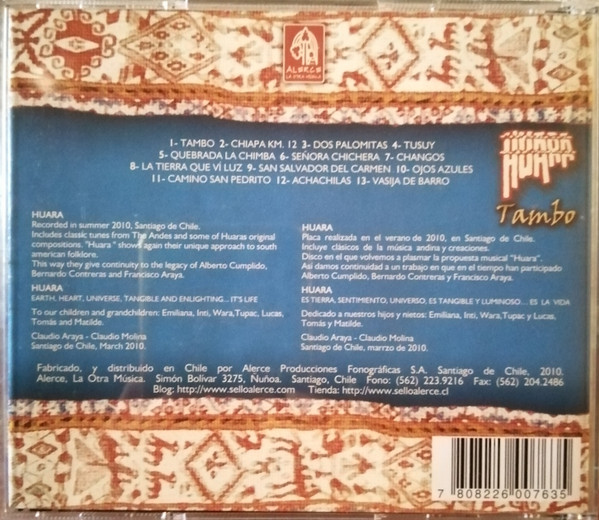 ALERCE
LA OTRA MÚSICA
1- TAMBO 2- CHIAPA KM. 12 3- DOS PALOMITAS 4- TUSUY
5- QUEBRADA LA CHIMBA 6- SEÑORA CHICHERA 7- CHANGOS
8- LA TIERRA QUE VÍ LUZ 9- SAN SALVADOR DEL CARMEN 10- OJOS AZULES
11- CAMINO SAN PEDRITO 12- ACHACHILAS 13- VASIJA DE BARRO
HUARA
Tambo
HUARA
Recorded in summer 2010, Santiago de Chile.
Includes classic tunes from The Andes and some of Huaras original
compositions. "Huara" shows again their unique approach to south
american folklore.
This way they give continuity to the legacy of Alberto Cumplido,
Bernardo Contreras and Francisco Araya.
HUARA
EARTH, HEART, UNIVERSE, TANGIBLE AND ENLIGHTING... IT'S LIFE
To our children and grandchildren: Emiliana, Inti, Wara,Tupac, Lucas,
Tomás and Matilde.
Claudio Araya - Claudio Molina
Santiago de Chile, March 2010.
HUARA
Placa realizada en el verano de 2010, en Santiago de Chile.
Incluye clásicos de la música andina y creaciones.
Disco en el que volvemos a plasmar la propuesta musical "Huara".
Así damos continuidad a un trabajo en que en el tiempo han participado
Alberto Cumplido, Bernardo Contreras y Francisco Araya.
HUARA
ES TIERRA, SENTIMIENTO, UNIVERSO, ES TANGIBLE Y LUMINOSO... ES LA VIDA
Dedicado a nuestros hijos y nietos: Emiliana, Inti, Wara,Tupac y Lucas,
Tomás y Matilde.
Claudio Araya - Claudio Molina
Santiago de Chile, marrzo de 2010.
Fabricado, y distribuido en Chile por Alerce Producciones Fonográficas S.A. Santiago de Chile, 2010.
Alerce, La Otra Música. Simón Bolívar 3275, Ñuñoa. Santiago, Chile Fono: (562) 223.9216 Fax: (562) 204.2486
Blog: http://www.selloalerce.com Tienda: http://www.selloalerce.cl
7 808226 007635